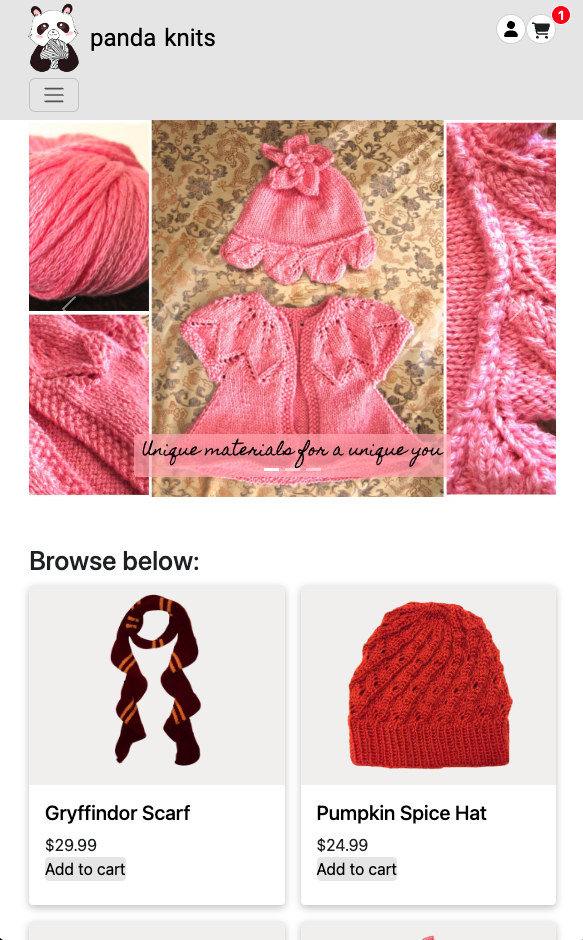 panda knits
1
Unique materials for a unique you
Browse below:
Gryffindor Scarf
$29.99
Add to cart
Pumpkin Spice Hat
$24.99
Add to cart